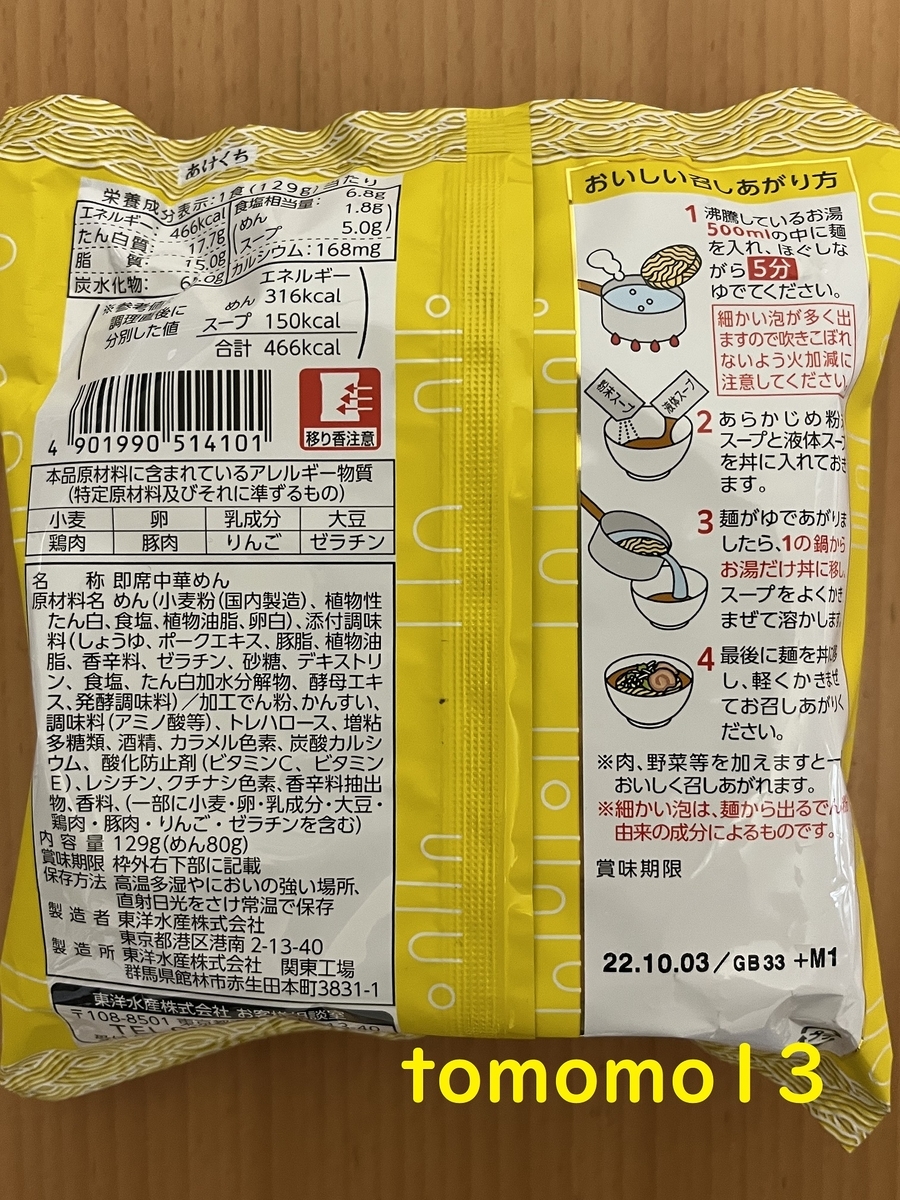 あけくち
栄養成分表示:1食(129g)当たり
エネルギー: 466kcal
たん白質: 17.7g
脂 質: 15.0g
炭水化物:
食塩相当量: 6.8g
めん 1.8g
スープ 5.0g
カルシウム: 168mg
※参考値
調理直後に
分別した値
エネルギー
めん 316kcal
スープ 150kcal
合計 466kcal
4 901990 514101
移り香注意
本品原材料に含まれているアレルギー物質
(特定原材料及びそれに準ずるもの)
小麦 卵 乳成分 大豆
鶏肉 豚肉 りんご ゼラチン
名 称 即席中華めん
原材料名 めん(小麦粉(国内製造)、植物性
たん白、食塩、植物油脂、卵白)、添付調味
料(しょうゆ、ポークエキス、豚脂、植物油
脂、香辛料、ゼラチン、砂糖、デキストリ
ン、食塩、たん白加水分解物、酵母エキ
ス、発酵調味料)/加工でん粉、かんすい、
調味料(アミノ酸等)、トレハロース、増粘
多糖類、酒精、カラメル色素、炭酸カルシ
ウム、酸化防止剤(ビタミンC、ビタミン
E)、レシチン、クチナシ色素、香辛料抽出
物、香料、(一部に小麦・卵・乳成分・大豆・
鶏肉・豚肉・りんご・ゼラチンを含む)
内 容 量 129g(めん80g)
賞味期限 枠外右下部に記載
保存方法 高温多湿やにおいの強い場所、
直射日光をさけ常温で保存
製 造 者 東洋水産株式会社
東京都港区港南 2-13-40
製 造 所 東洋水産株式会社 関東工場
群馬県館林市赤生田本町3831-1
東洋水産株式会社 お客様相談室
〒108-8501 東京都 13-40
TEL
おいしい召しあがり方
1 沸騰しているお湯
500mlの中に麺
を入れ、ほぐしな
がら5分
ゆでてください。
細かい泡が多く出
ますので吹きこぼれ
ないよう火加減に
注意してください
粉末スープ 液体スープ
2 あらかじめ粉末
スープと液体スープ
を丼に入れておき
ます。
3 麺がゆであがりま
したら、1の鍋から
お湯だけ丼に移し、
スープをよくかき
まぜて溶かします
4 最後に麺を丼に移
し、軽くかきまぜ
てお召しあがりく
ださい。
※肉、野菜等を加えますと一
おいしく召しあがれます。
※細かい泡は、麺から出るでん粉
由来の成分によるものです。
賞味期限
22.10.03/GB33 +M1
tomomo13